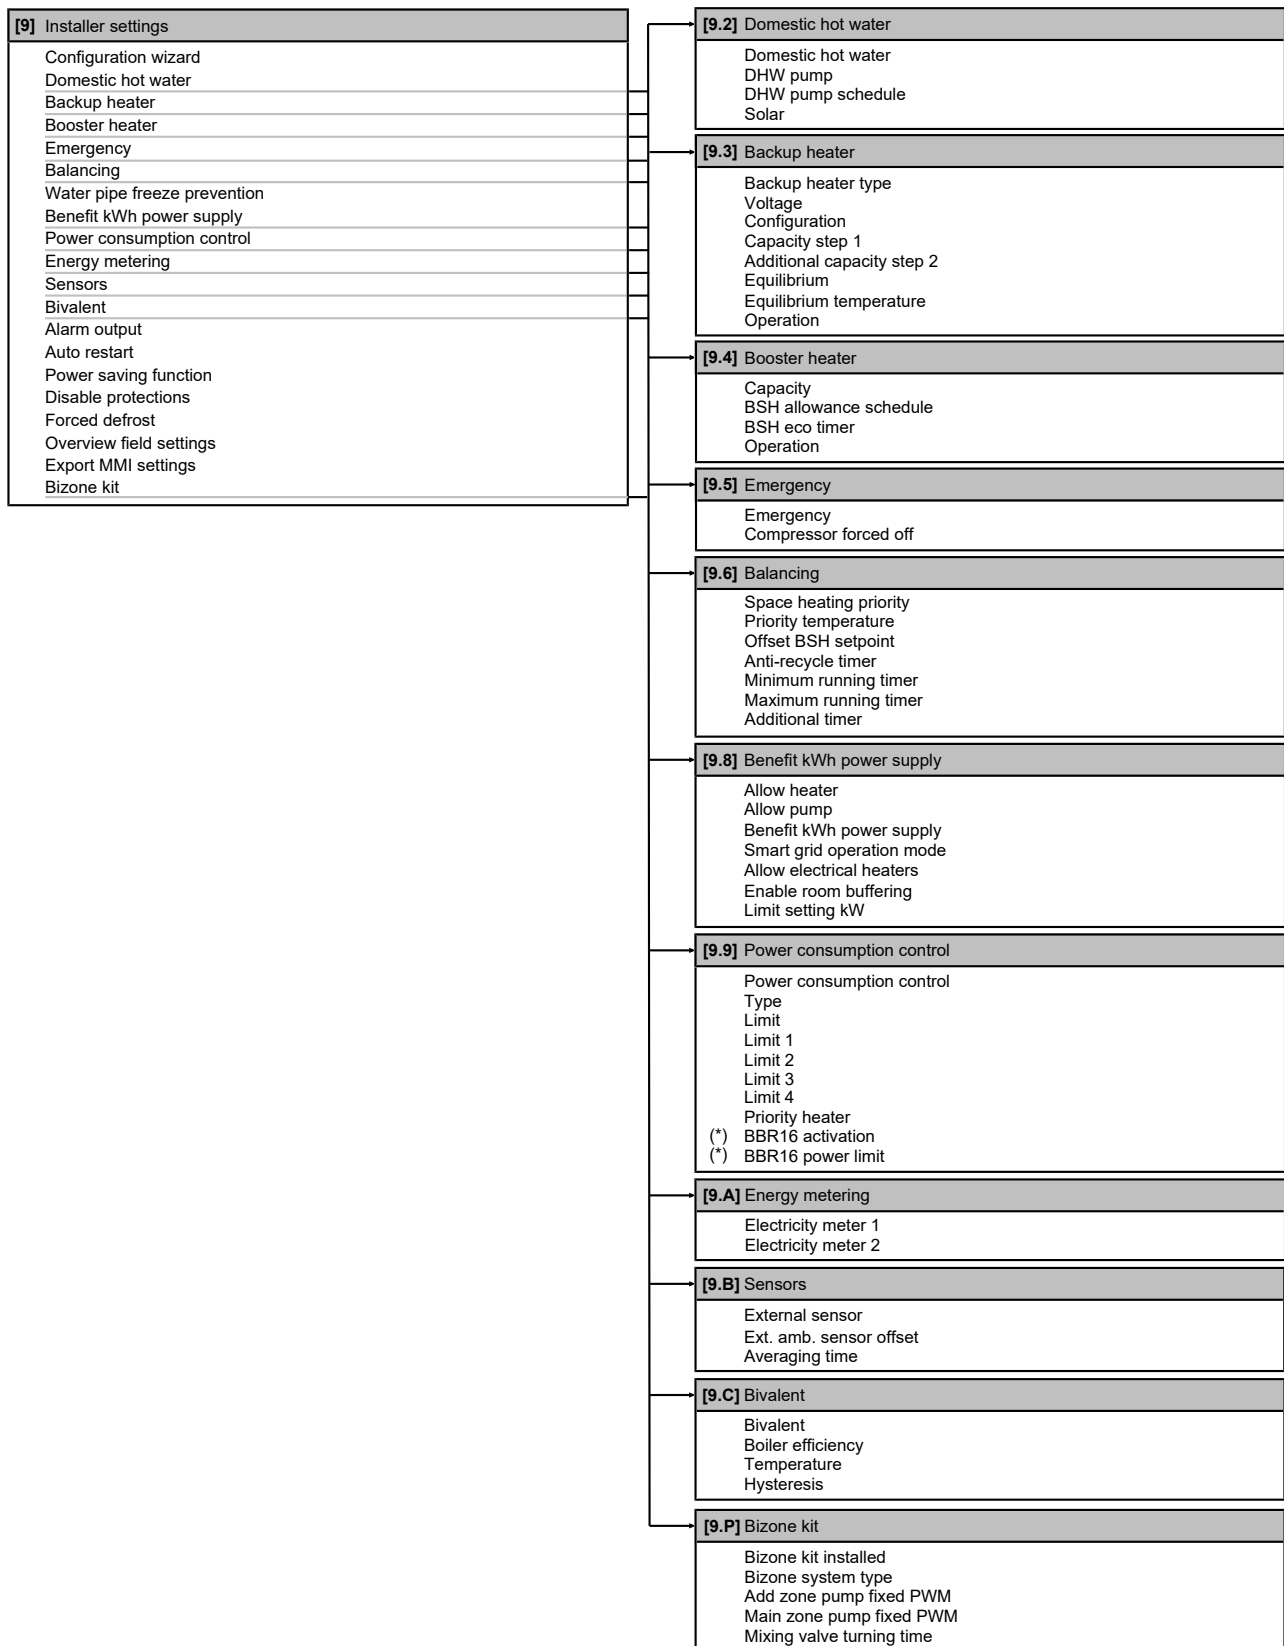 [9] Installer settings
Configuration wizard
Domestic hot water
Backup heater
Booster heater
Emergency
Balancing
Water pipe freeze prevention
Benefit kWh power supply
Power consumption control
Energy metering
Sensors
Bivalent
Alarm output
Auto restart
Power saving function
Disable protections
Forced defrost
Overview field settings
Export MMI settings
Bizone kit
[9.2] Domestic hot water
Domestic hot water
DHW pump
DHW pump schedule
Solar
[9.3] Backup heater
Backup heater type
Voltage
Configuration
Capacity step 1
Additional capacity step 2
Equilibrium
Equilibrium temperature
Operation
[9.4] Booster heater
Capacity
BSH allowance schedule
BSH eco timer
Operation
[9.5] Emergency
Emergency
Compressor forced off
[9.6] Balancing
Space heating priority
Priority temperature
Offset BSH setpoint
Anti-recycle timer
Minimum running timer
Maximum running timer
Additional timer
[9.8] Benefit kWh power supply
Allow heater
Allow pump
Benefit kWh power supply
Smart grid operation mode
Allow electrical heaters
Enable room buffering
Limit setting kW
[9.9] Power consumption control
Power consumption control
Type
Limit
Limit 1
Limit 2
Limit 3
Limit 4
Priority heater
(*) BBR16 activation
(*) BBR16 power limit
[9.A] Energy metering
Electricity meter 1
Electricity meter 2
[9.B] Sensors
External sensor
Ext. amb. sensor offset
Averaging time
[9.C] Bivalent
Bivalent
Boiler efficiency
Temperature
Hysteresis
[9.P] Bizone kit
Bizone kit installed
Bizone system type
Add zone pump fixed PWM
Main zone pump fixed PWM
Mixing valve turning time